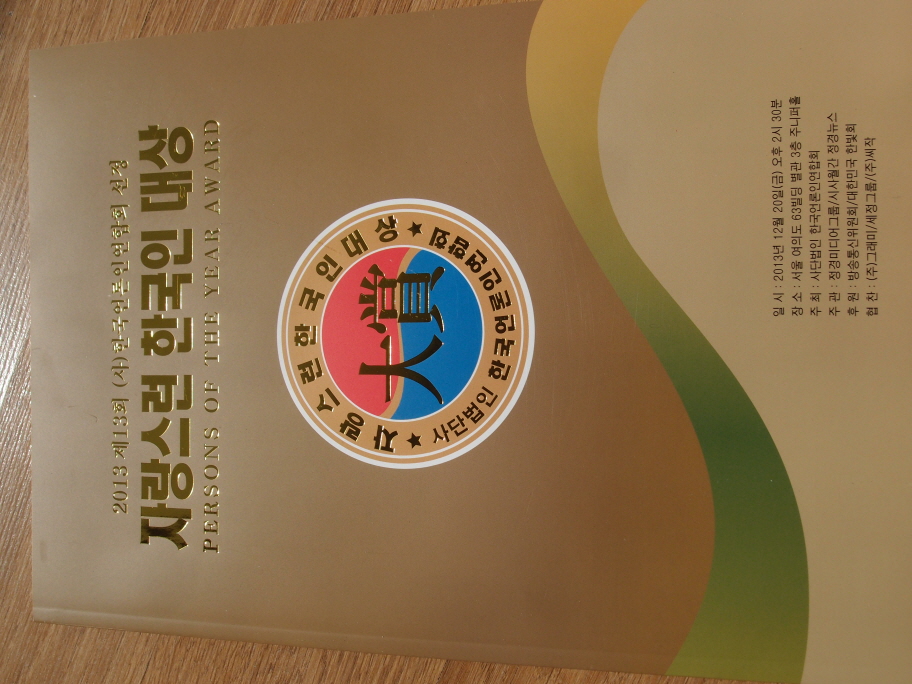 2013 제13회 (사)한국언론인연합회 선정
자랑스런 한국인 대상
PERSONS OF THE YEAR AWARD
자랑스런한국인대상
大賞
★ 사단법인 한국언론인연합회 ★
일 시 : 2013년 12월 20일(금) 오후 2시 30분
장 소 : 서울 여의도 63빌딩 별관 3층 주니퍼홀
주 최 : 사단법인 한국언론인연합회
주 관 : 정경미디어그룹/시사월간 정경뉴스
후 원 : 방송통신위원회/대한민국 한빛회
협 찬 : (주)그래미/세정그룹/(주)씨작